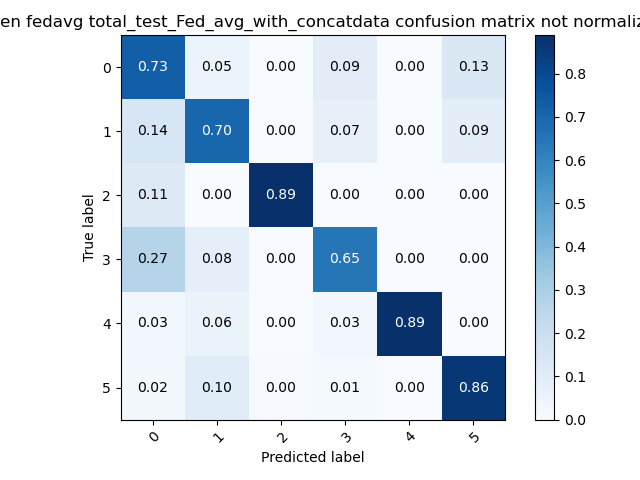 en fedavg total_test_Fed_avg_with_concatdata confusion matrix not normaliz
0 0.73 0.05 0.00 0.09 0.00 0.13
1 0.14 0.70 0.00 0.07 0.00 0.09
2 0.11 0.00 0.89 0.00 0.00 0.00
3 0.27 0.08 0.00 0.65 0.00 0.00
4 0.03 0.06 0.00 0.03 0.89 0.00
5 0.02 0.10 0.00 0.01 0.00 0.86
0 1 2 3 4 5
True label
Predicted label
0.8
0.7
0.6
0.5
0.4
0.3
0.2
0.1
0.0